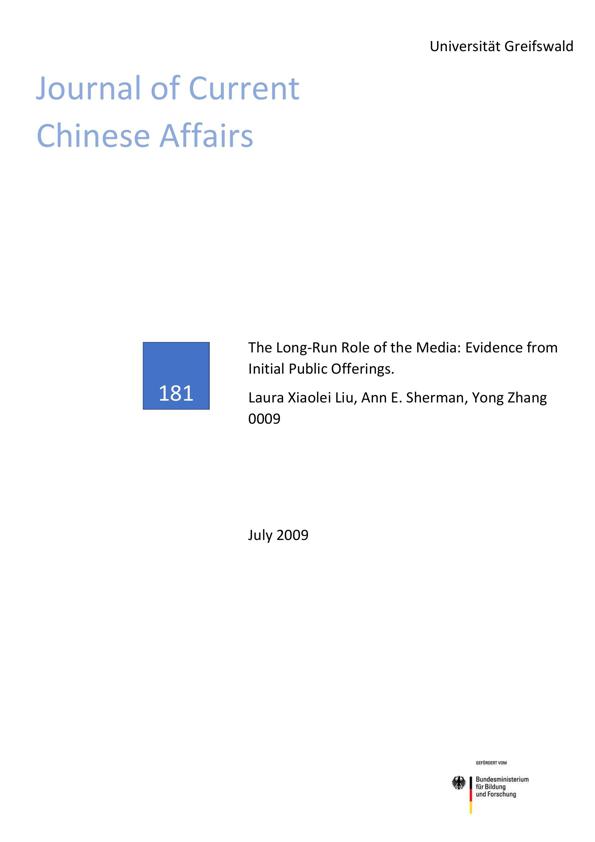 Universität Greifswald
Journal of Current
Chinese Affairs
181
The Long-Run Role of the Media: Evidence from
Initial Public Offerings.
Laura Xiaolei Liu, Ann E. Sherman, Yong Zhang
0009
July 2009
GEFÖRDERT VOM
Bundesministerium
für Bildung
und Forschung